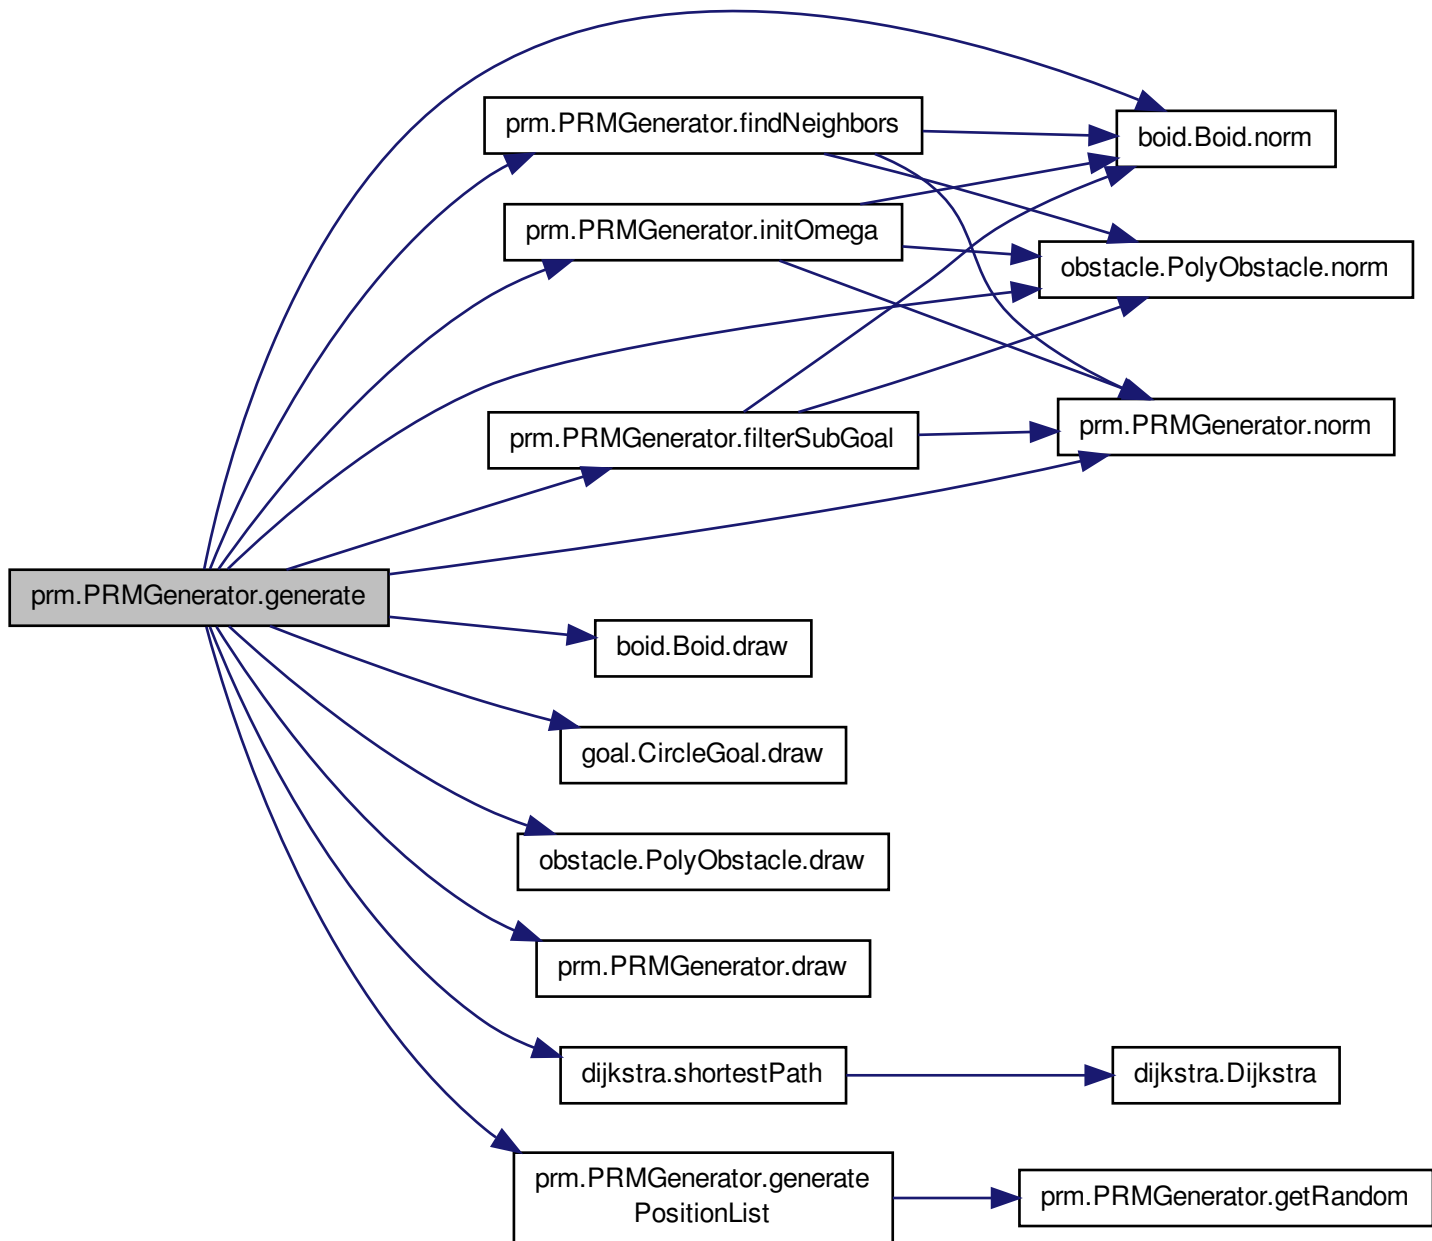 prm.PRMGenerator.findNeighbors
boid.Boid.norm
prm.PRMGenerator.initOmega
obstacle.PolyObstacle.norm
prm.PRMGenerator.filterSubGoal
prm.PRMGenerator.norm
prm.PRMGenerator.generate
boid.Boid.draw
goal.CircleGoal.draw
obstacle.PolyObstacle.draw
prm.PRMGenerator.draw
dijkstra.shortestPath
dijkstra.Dijkstra
prm.PRMGenerator.generate
PositionList
prm.PRMGenerator.getRandom